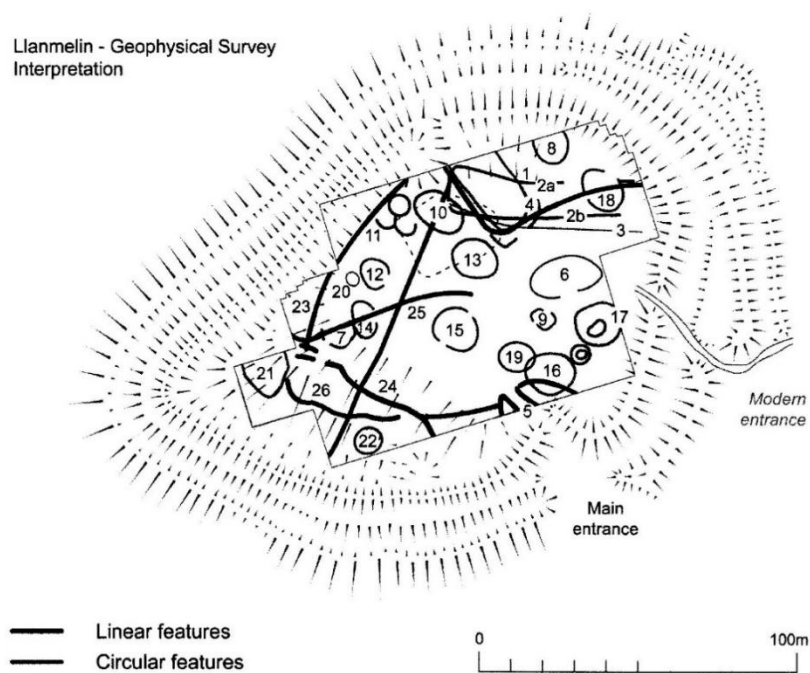 Llanmelin - Geophysical Survey
Interpretation
8
1
2a
18
4
10
2b
3
11
13
12
6
20
23
25
17
14
9
7
15
19
16
21
24
26
5
22
Modern
entrance
Main
entrance
Linear features
Circular features
0
100m